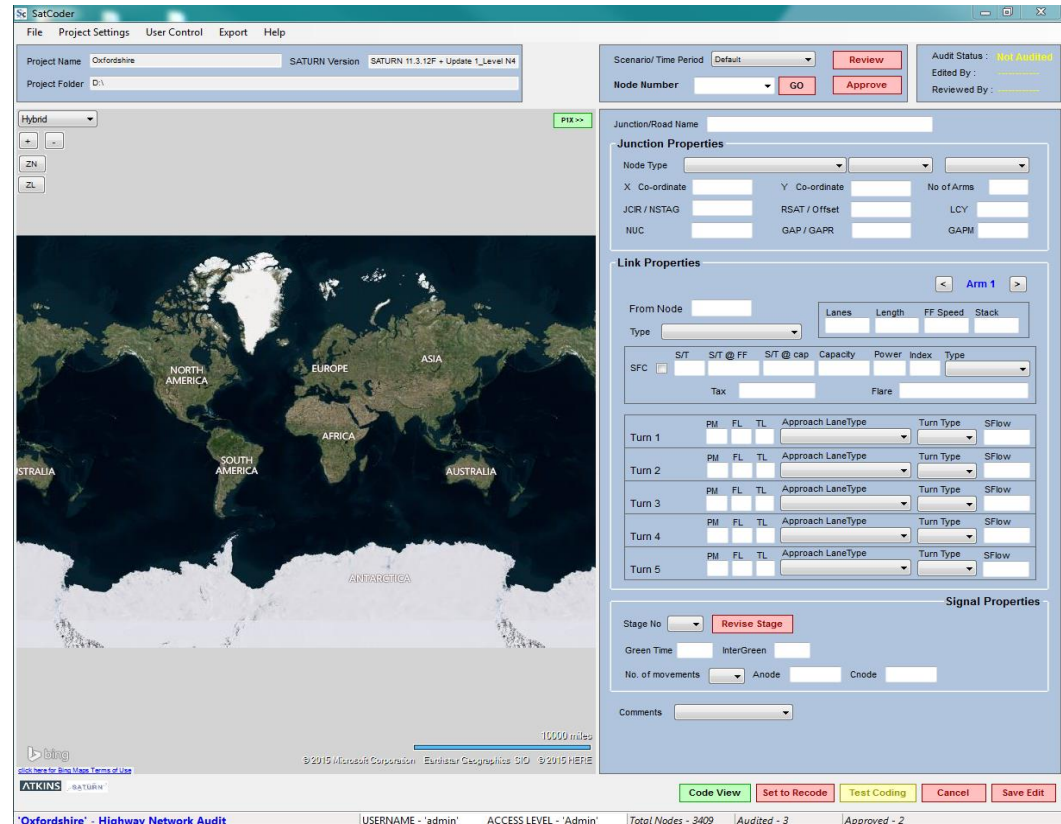 Sc SatCoder
File Project Settings User Control Export Help
Project Name Oxfordshire SATURN Version SATURN 11.3.12F + Update 1_Level N4
Project Folder D:\
Scenario/ Time Period Default Review
Node Number GO Approve
Audit Status : Not Audited
Edited By : ------------
Reviewed By : ------------
Hybrid P1X >>
+ -
ZN
ZL
NORTH AMERICA
EUROPE
ASIA
AFRICA
SOUTH AMERICA
STRALIA
AUSTRALIA
ANTARCTICA
10000 miles
bing
© 2015 Microsoft Corporation Earthstar Geographics SIO © 2015 HERE
click here for Bing Maps Terms of Use
Junction/Road Name
Junction Properties
Node Type
X Co-ordinate Y Co-ordinate No of Arms
JCIR / NSTAG RSAT / Offset LCY
NUC GAP / GAPR GAPM
Link Properties
< Arm 1 >
From Node Lanes Length FF Speed Stack
Type
S/T S/T @ FF S/T @ cap Capacity Power Index Type
SFC
Tax Flare
PM FL TL Approach LaneType Turn Type SFlow
Turn 1
PM FL TL Approach LaneType Turn Type SFlow
Turn 2
PM FL TL Approach LaneType Turn Type SFlow
Turn 3
PM FL TL Approach LaneType Turn Type SFlow
Turn 4
PM FL TL Approach LaneType Turn Type SFlow
Turn 5
Signal Properties
Stage No Revise Stage
Green Time InterGreen
No. of movements Anode Cnode
Comments
ATKINS SATURN
Code View Set to Recode Test Coding Cancel Save Edit
'Oxfordshire' - Highway Network Audit USERNAME - 'admin' ACCESS LEVEL - 'Admin' Total Nodes - 3409 Audited - 3 Approved - 2